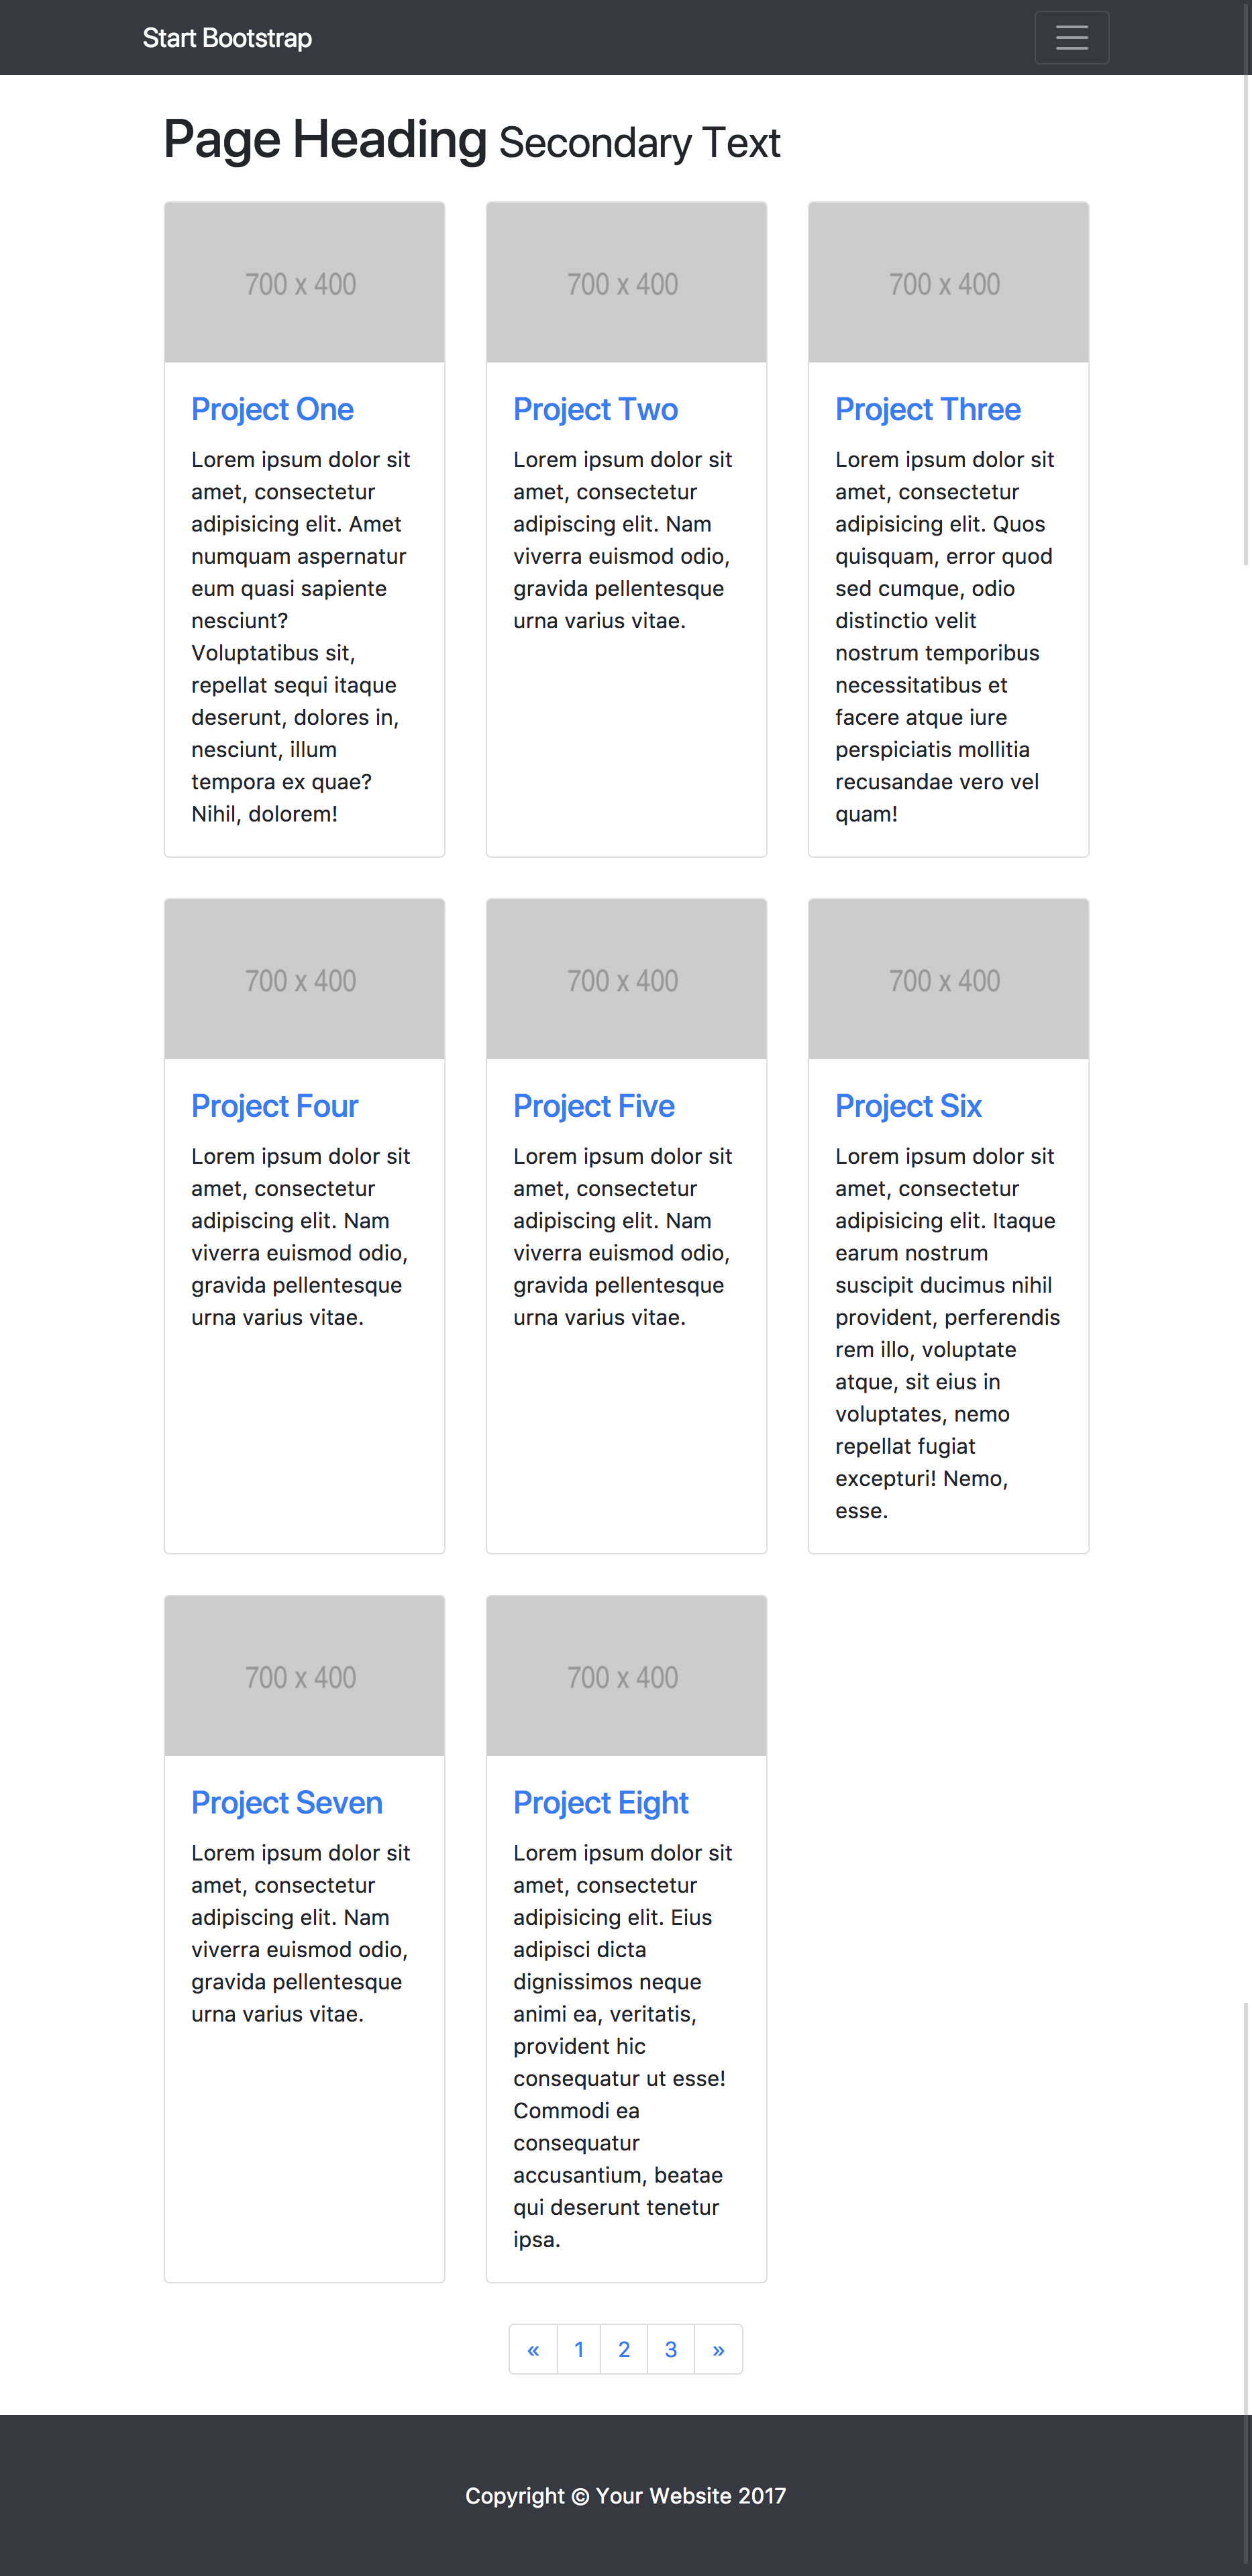 Start Bootstrap
Page Heading Secondary Text
700 x 400
Project One
Lorem ipsum dolor sit
amet, consectetur
adipisicing elit. Amet
numquam aspernatur
eum quasi sapiente
nesciunt?
Voluptatibus sit,
repellat sequi itaque
deserunt, dolores in,
nesciunt, illum
tempora ex quae?
Nihil, dolorem!
700 x 400
Project Two
Lorem ipsum dolor sit
amet, consectetur
adipiscing elit. Nam
viverra euismod odio,
gravida pellentesque
urna varius vitae.
700 x 400
Project Three
Lorem ipsum dolor sit
amet, consectetur
adipisicing elit. Quos
quisquam, error quod
sed cumque, odio
distinctio velit
nostrum temporibus
necessitatibus et
facere atque iure
perspiciatis mollitia
recusandae vero vel
quam!
700 x 400
Project Four
Lorem ipsum dolor sit
amet, consectetur
adipiscing elit. Nam
viverra euismod odio,
gravida pellentesque
urna varius vitae.
700 x 400
Project Five
Lorem ipsum dolor sit
amet, consectetur
adipiscing elit. Nam
viverra euismod odio,
gravida pellentesque
urna varius vitae.
700 x 400
Project Six
Lorem ipsum dolor sit
amet, consectetur
adipisicing elit. Itaque
earum nostrum
suscipit ducimus nihil
provident, perferendis
rem illo, voluptate
atque, sit eius in
voluptates, nemo
repellat fugiat
excepturi! Nemo,
esse.
700 x 400
Project Seven
Lorem ipsum dolor sit
amet, consectetur
adipiscing elit. Nam
viverra euismod odio,
gravida pellentesque
urna varius vitae.
700 x 400
Project Eight
Lorem ipsum dolor sit
amet, consectetur
adipisicing elit. Eius
adipisci dicta
dignissimos neque
animi ea, veritatis,
provident hic
consequatur ut esse!
Commodi ea
consequatur
accusantium, beatae
qui deserunt tenetur
ipsa.
« 1 2 3 »
Copyright © Your Website 2017